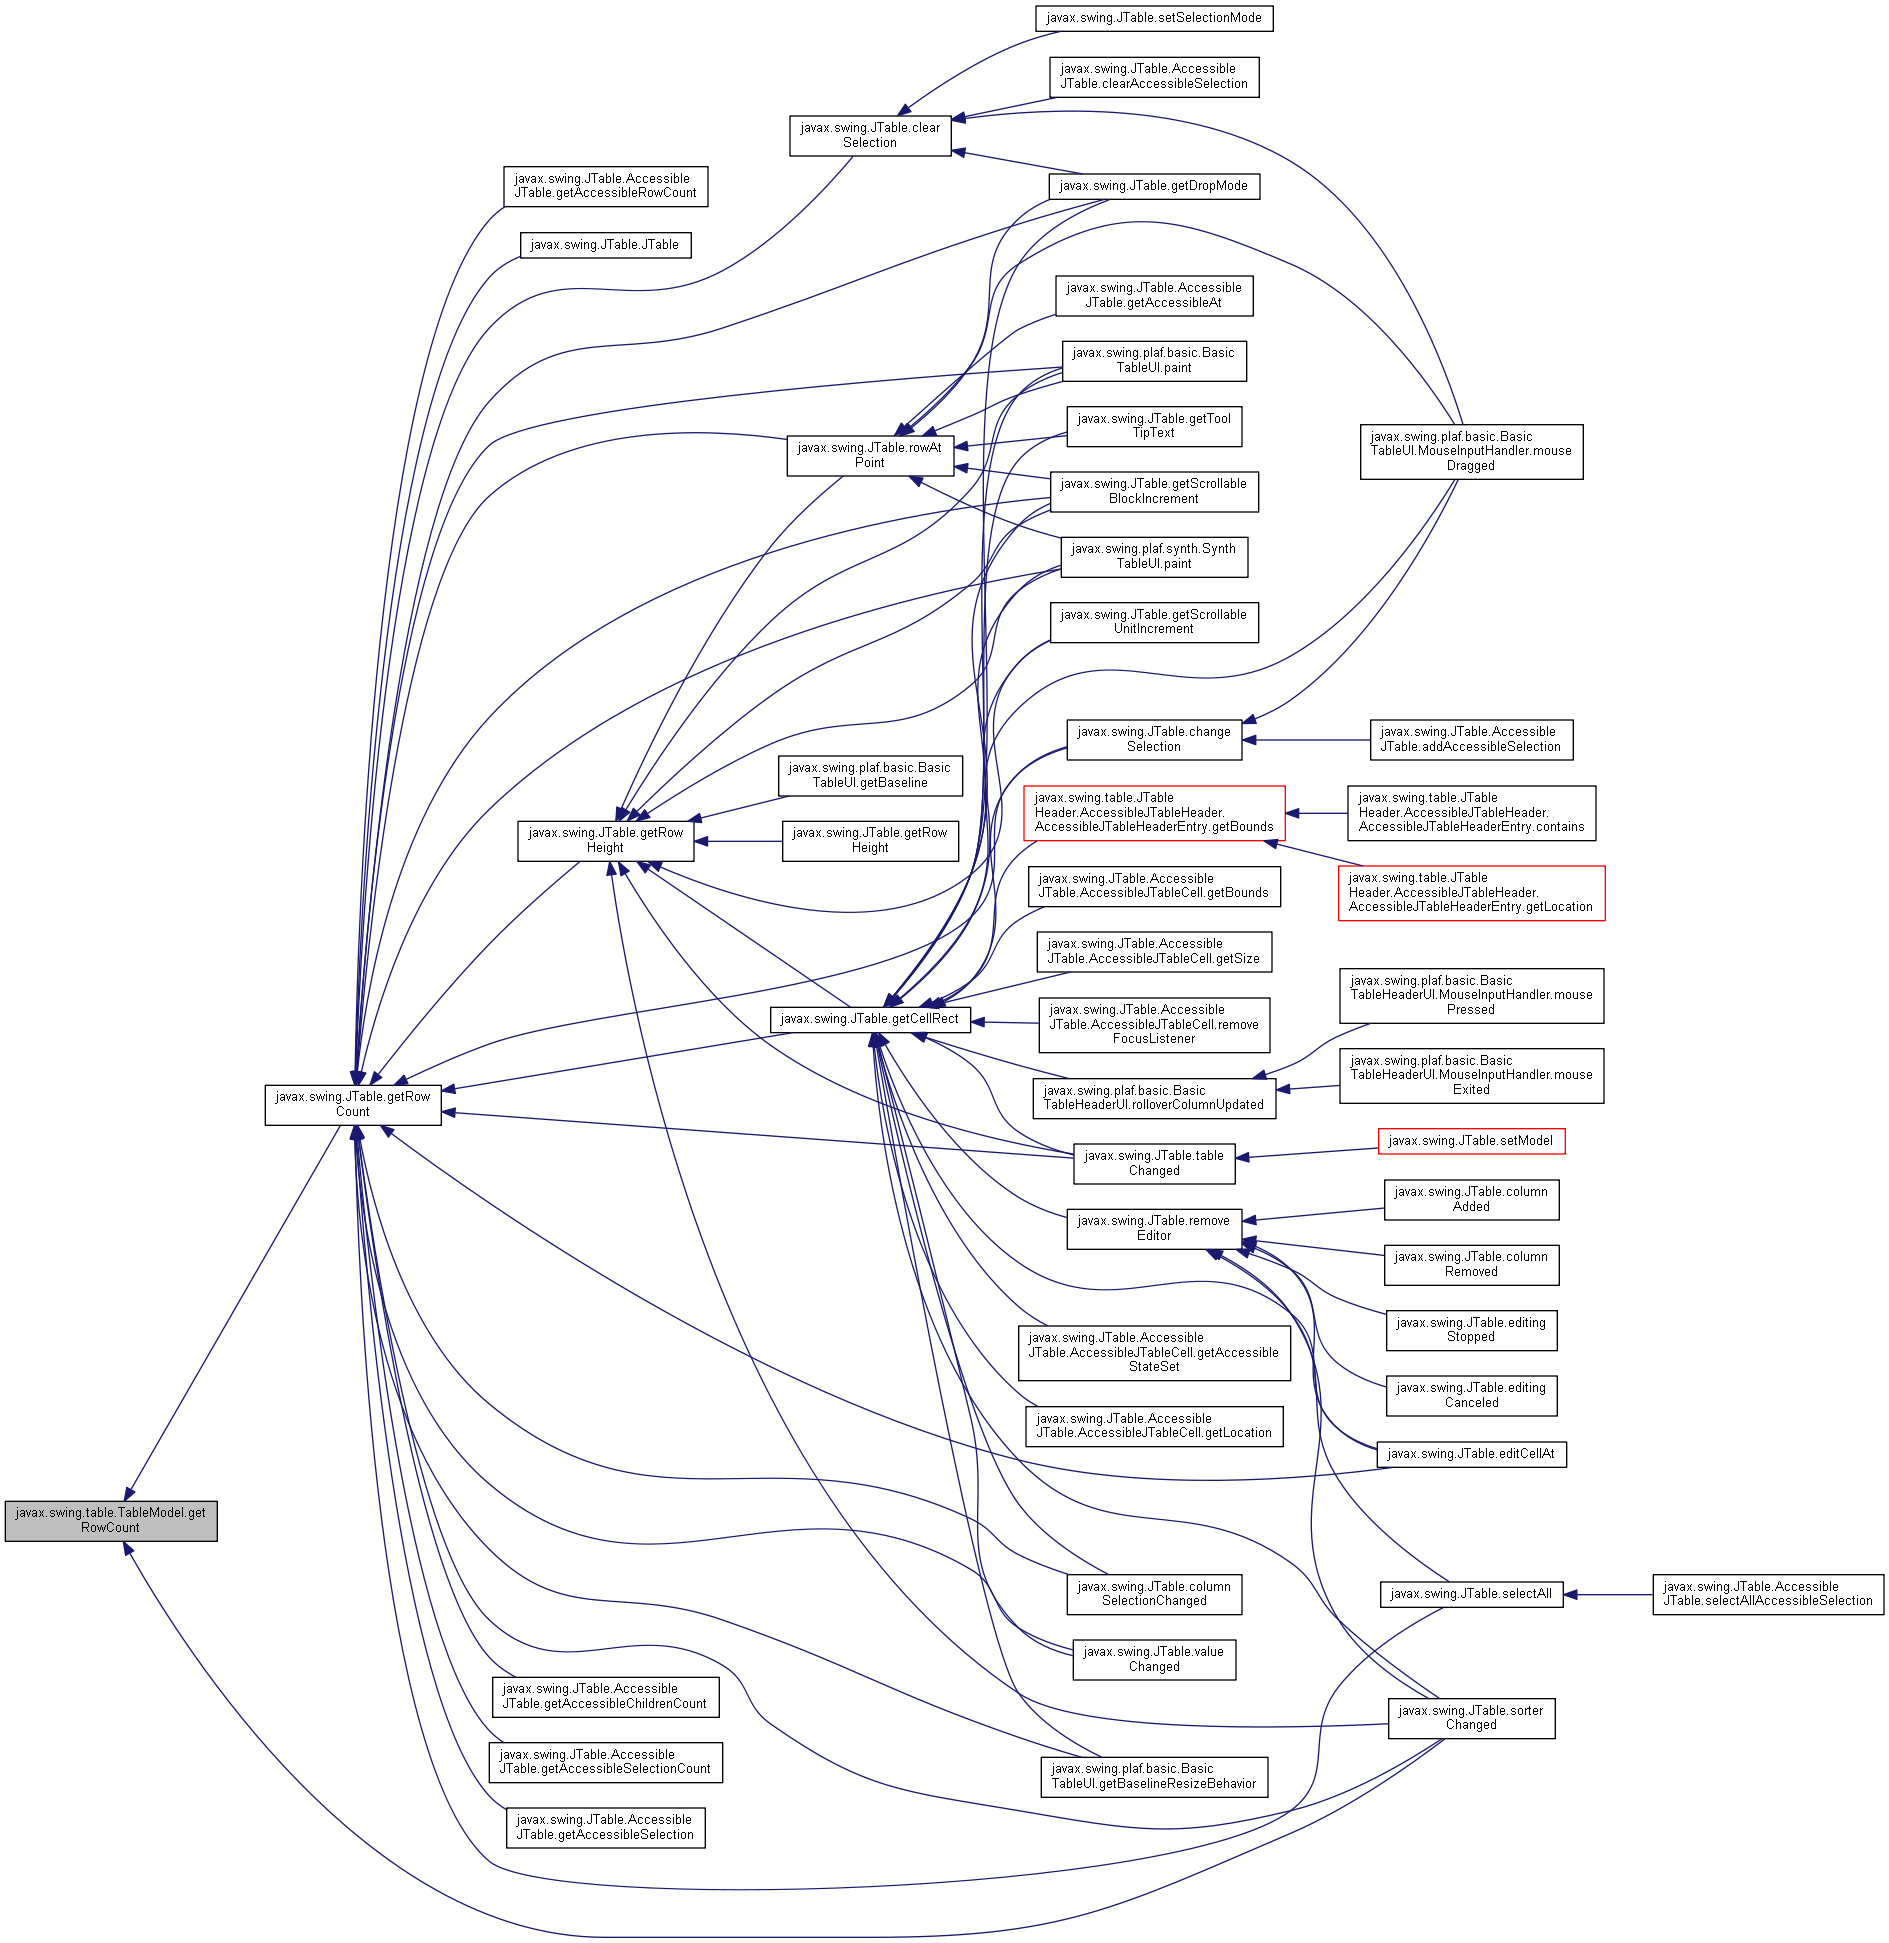 javax.swing.JTable.setSelectionMode
javax.swing.JTable.Accessible
JTable.clearAccessibleSelection
javax.swing.JTable.clear
Selection
javax.swing.JTable.Accessible
JTable.getAccessibleRowCount
javax.swing.JTable.getDropMode
javax.swing.JTable.JTable
javax.swing.JTable.Accessible
JTable.getAccessibleAt
javax.swing.plaf.basic.Basic
TableUI.paint
javax.swing.JTable.getTool
TipText
javax.swing.plaf.basic.Basic
TableUI.MouseInputHandler.mouse
Dragged
javax.swing.JTable.rowAt
Point
javax.swing.JTable.getScrollable
BlockIncrement
javax.swing.plaf.synth.Synth
TableUI.paint
javax.swing.JTable.getScrollable
UnitIncrement
javax.swing.JTable.change
Selection
javax.swing.JTable.Accessible
JTable.addAccessibleSelection
javax.swing.plaf.basic.Basic
TableUI.getBaseline
javax.swing.table.JTable
Header.AccessibleJTableHeader.
AccessibleJTableHeaderEntry.getBounds
javax.swing.table.JTable
Header.AccessibleJTableHeader.
AccessibleJTableHeaderEntry.contains
javax.swing.JTable.getRow
Height
javax.swing.JTable.getRow
Height
javax.swing.JTable.Accessible
JTable.AccessibleJTableCell.getBounds
javax.swing.table.JTable
Header.AccessibleJTableHeader.
AccessibleJTableHeaderEntry.getLocation
javax.swing.JTable.Accessible
JTable.AccessibleJTableCell.getSize
javax.swing.plaf.basic.Basic
TableHeaderUI.MouseInputHandler.mouse
Pressed
javax.swing.JTable.getCellRect
javax.swing.JTable.Accessible
JTable.AccessibleJTableCell.remove
FocusListener
javax.swing.plaf.basic.Basic
TableHeaderUI.MouseInputHandler.mouse
Exited
javax.swing.JTable.getRow
Count
javax.swing.plaf.basic.Basic
TableHeaderUI.rolloverColumnUpdated
javax.swing.JTable.setModel
javax.swing.JTable.table
Changed
javax.swing.JTable.column
Added
javax.swing.JTable.remove
Editor
javax.swing.JTable.column
Removed
javax.swing.JTable.editing
Stopped
javax.swing.JTable.Accessible
JTable.AccessibleJTableCell.getAccessible
StateSet
javax.swing.JTable.editing
Canceled
javax.swing.JTable.Accessible
JTable.AccessibleJTableCell.getLocation
javax.swing.JTable.editCellAt
javax.swing.table.TableModel.get
RowCount
javax.swing.JTable.column
SelectionChanged
javax.swing.JTable.selectAll
javax.swing.JTable.Accessible
JTable.selectAllAccessibleSelection
javax.swing.JTable.value
Changed
javax.swing.JTable.Accessible
JTable.getAccessibleChildrenCount
javax.swing.JTable.sorter
Changed
javax.swing.JTable.Accessible
JTable.getAccessibleSelectionCount
javax.swing.plaf.basic.Basic
TableUI.getBaselineResizeBehavior
javax.swing.JTable.Accessible
JTable.getAccessibleSelection